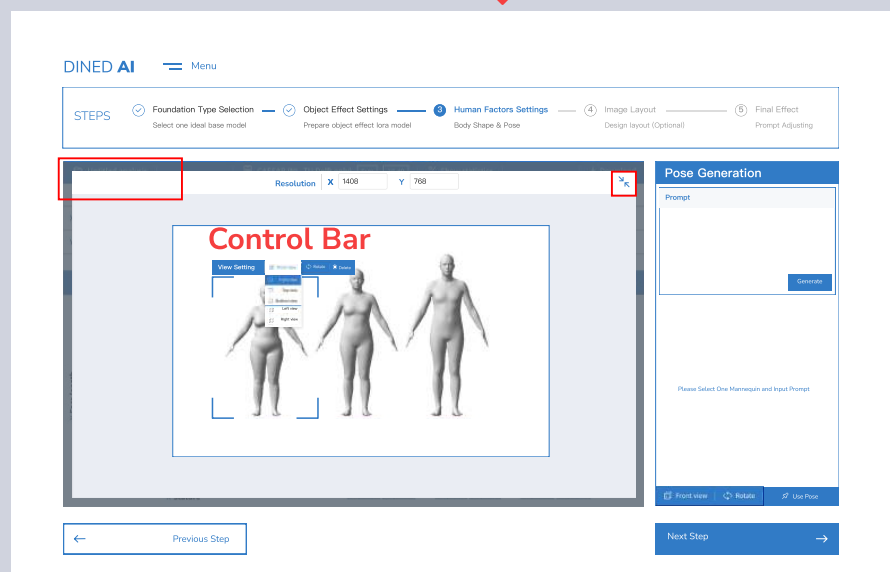 DINED AI
Menu
STEPS
Foundation Type Selection
Select one ideal base model
Object Effect Settings
Prepare object effect lora model
3
Human Factors Settings
Body Shape & Pose
4
Image Layout
Design layout (Optional)
5
Final Effect
Prompt Adjusting
Resolution X 1408 Y 768
Control Bar
View Setting
Rotate
Delete
Top view
Bottom view
Left view
Right view
Pose Generation
Prompt
Generate
Please Select One Mannequin and Input Prompt
Front view
Rotate
Use Pose
Previous Step
Next Step